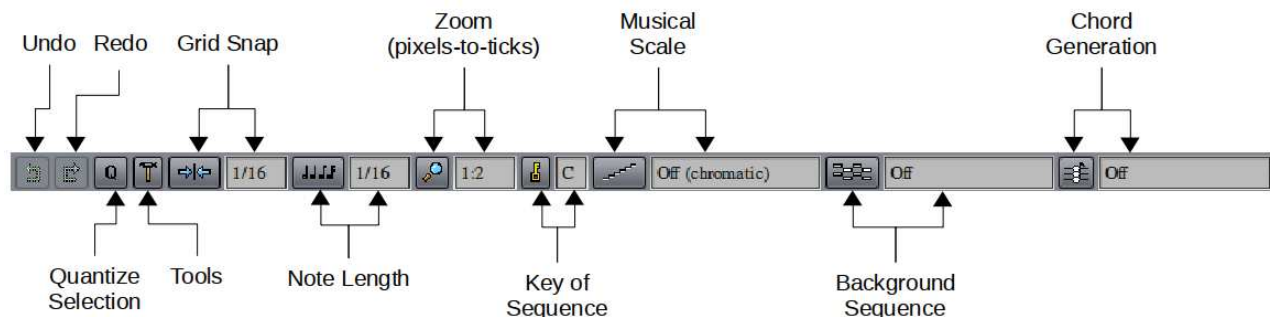 Undo
Redo
Grid Snap
Zoom
(pixels-to-ticks)
Musical
Scale
Chord
Generation
Q
1/16
1/16
1:2
C
Off (chromatic)
Off
Off
Quantize
Selection
Tools
Note Length
Key of
Sequence
Background
Sequence